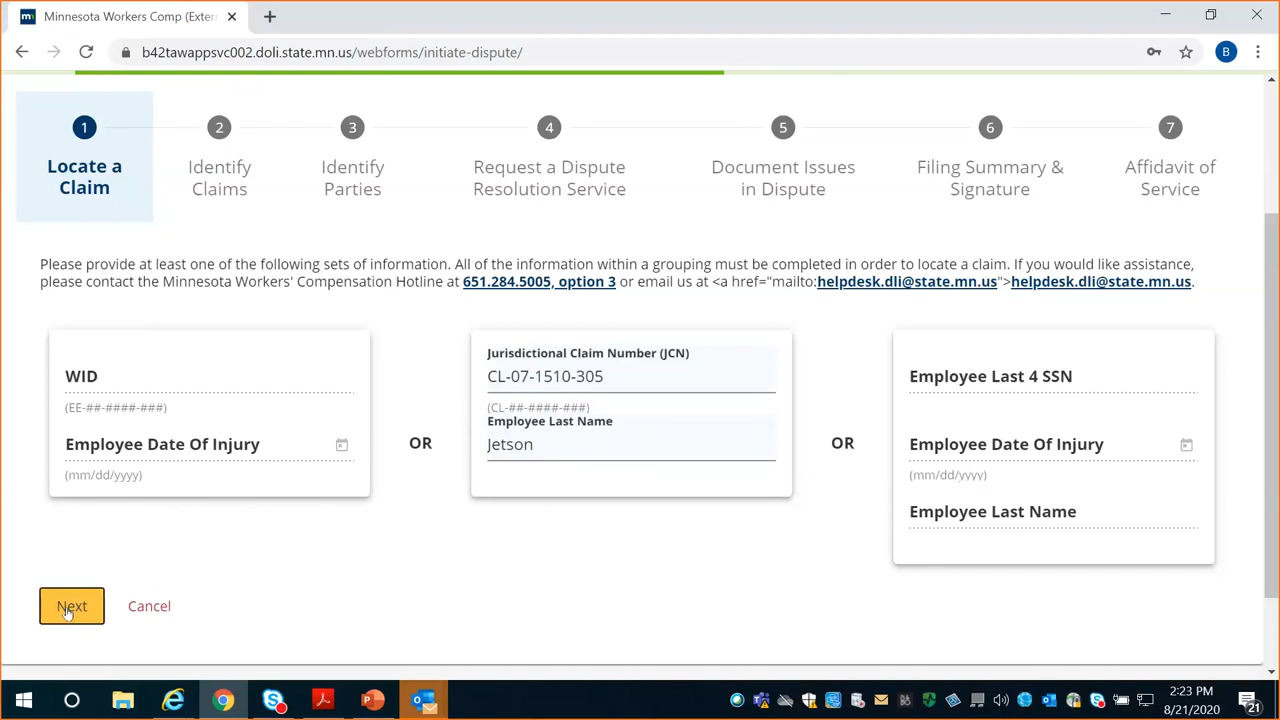 Minnesota Workers Comp (Exter
b42tawappsvc002.doli.state.mn.us/webforms/initiate-dispute/
B
1
2
3
4
5
6
7
Locate a
Claim
Identify
Claims
Identify
Parties
Request a Dispute
Resolution Service
Document Issues
in Dispute
Filing Summary &
Signature
Affidavit of
Service
Please provide at least one of the following sets of information. All of the information within a grouping must be completed in order to locate a claim. If you would like assistance,
please contact the Minnesota Workers' Compensation Hotline at 651.284.5005, option 3 or email us at <a href="mailto:helpdesk.dli@state.mn.us">helpdesk.dli@state.mn.us.
WID
(EE-##-####-###)
Employee Date Of Injury
(mm/dd/yyyy)
OR
Jurisdictional Claim Number (JCN)
CL-07-1510-305
(CL-##-####-###)
Employee Last Name
Jetson
OR
Employee Last 4 SSN
Employee Date Of Injury
(mm/dd/yyyy)
Employee Last Name
Next
Cancel
2:23 PM
8/21/2020
21